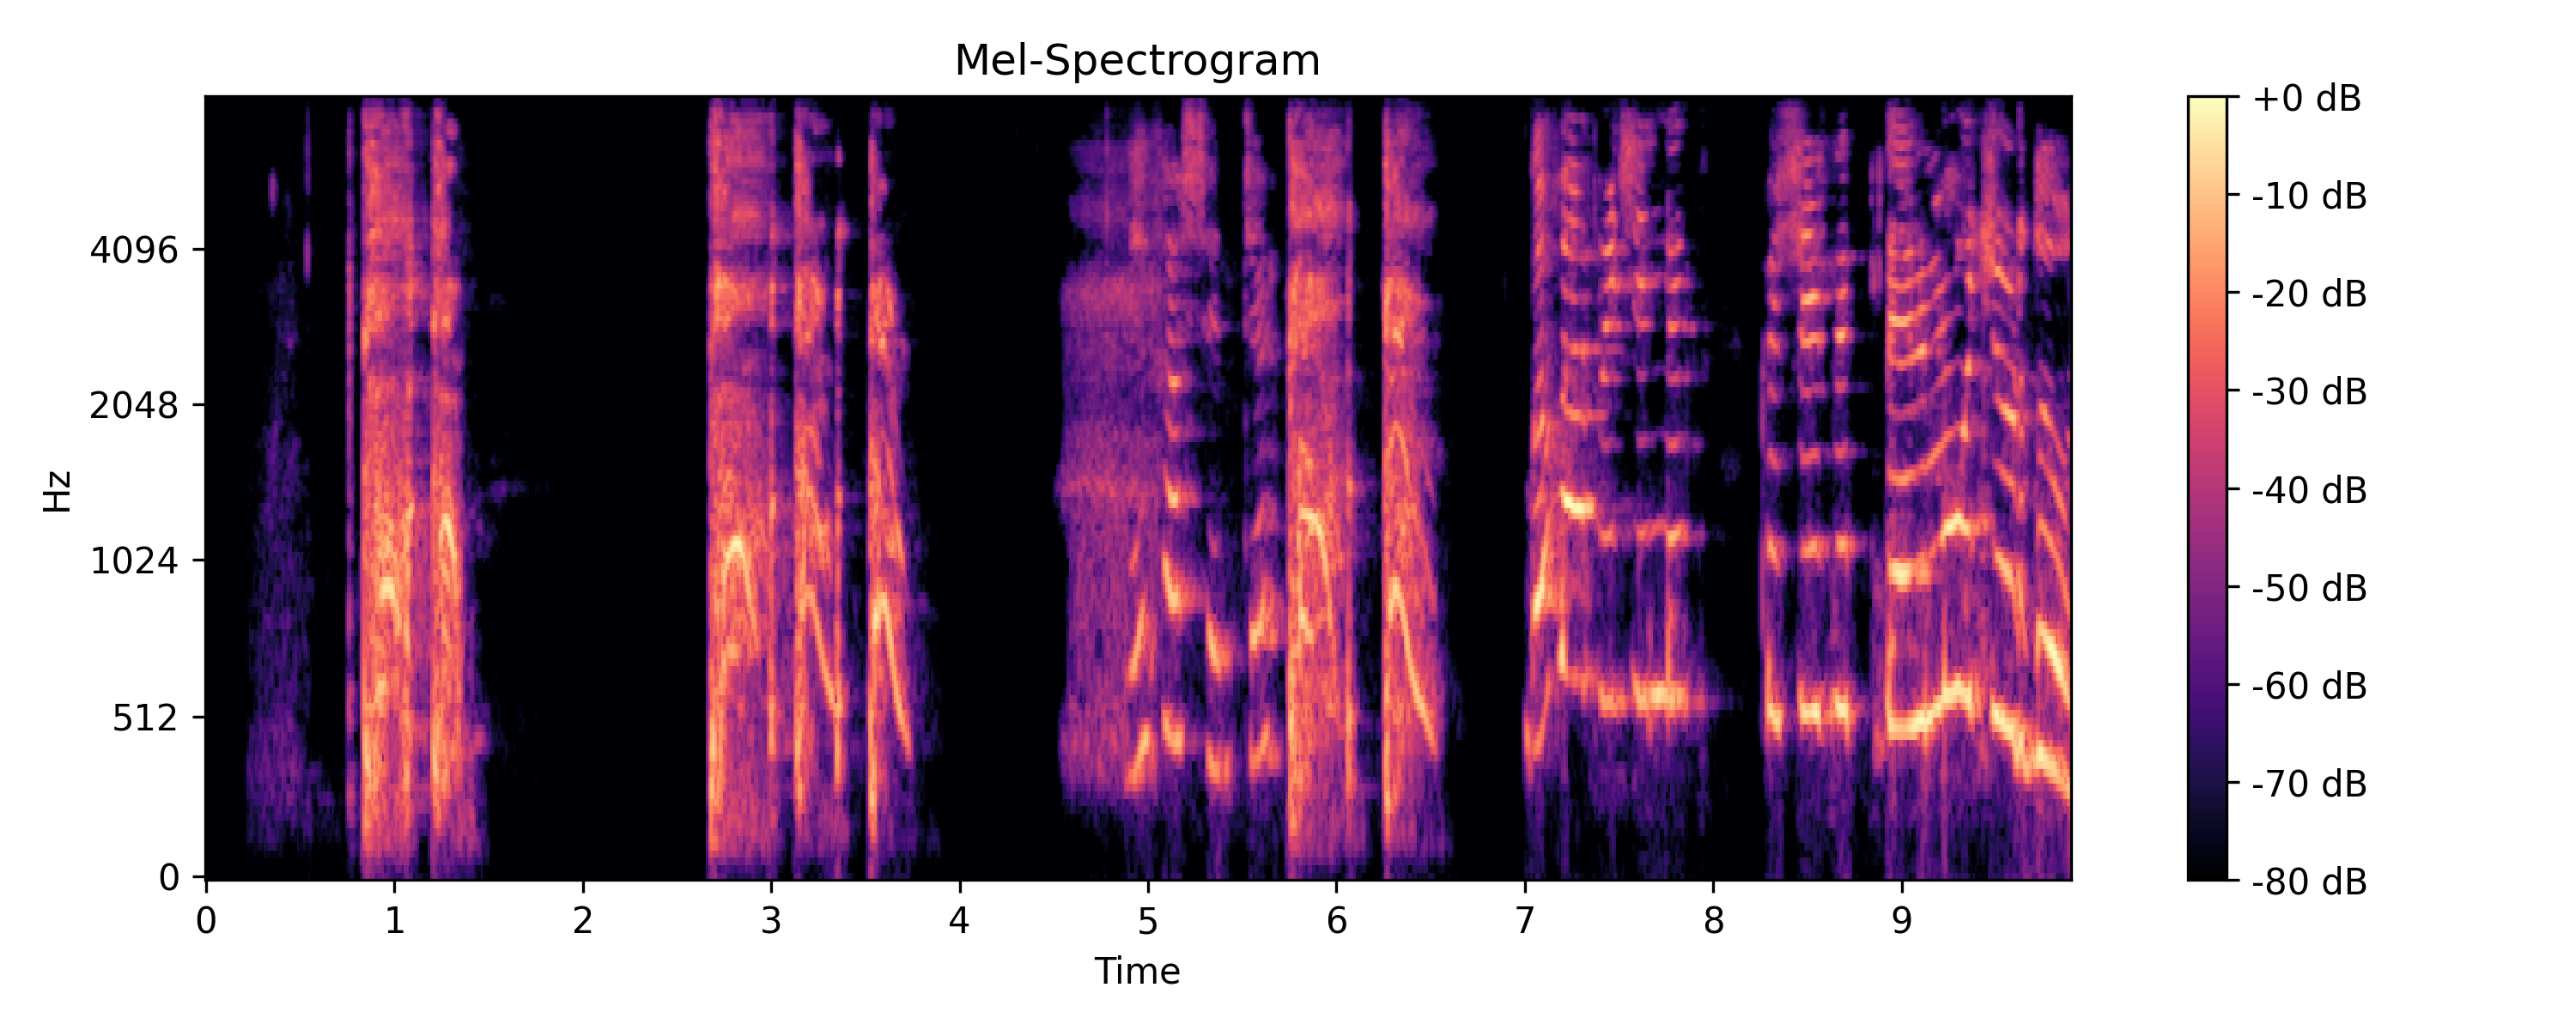 Mel-Spectrogram
+0 dB
-10 dB
-20 dB
-30 dB
-40 dB
-50 dB
-60 dB
-70 dB
-80 dB
Hz
4096
2048
1024
512
0
0 1 2 3 4 5 6 7 8 9
Time